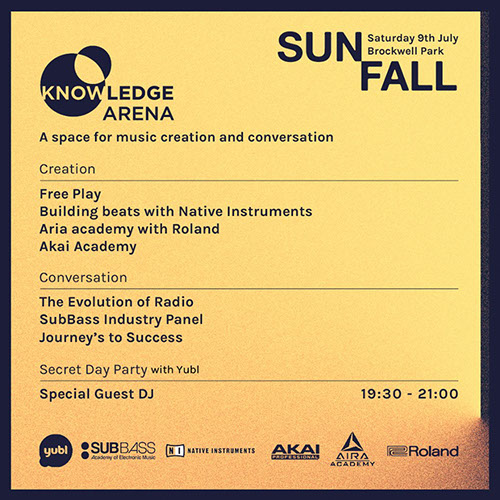 SUN FALL
Saturday 9th July
Brockwell Park
KNOWLEDGE
ARENA
A space for music creation and conversation
Creation
Free Play
Building beats with Native Instruments
Aria academy with Roland
Akai Academy
Conversation
The Evolution of Radio
SubBass Industry Panel
Journey's to Success
Secret Day Party with Yubl
Special Guest DJ 19:30 - 21:00
yubl
SUBBASS
Academy of Electronic Music
NI NATIVE INSTRUMENTS
AKAI
PROFESSIONAL
AIRA
ACADEMY
Roland